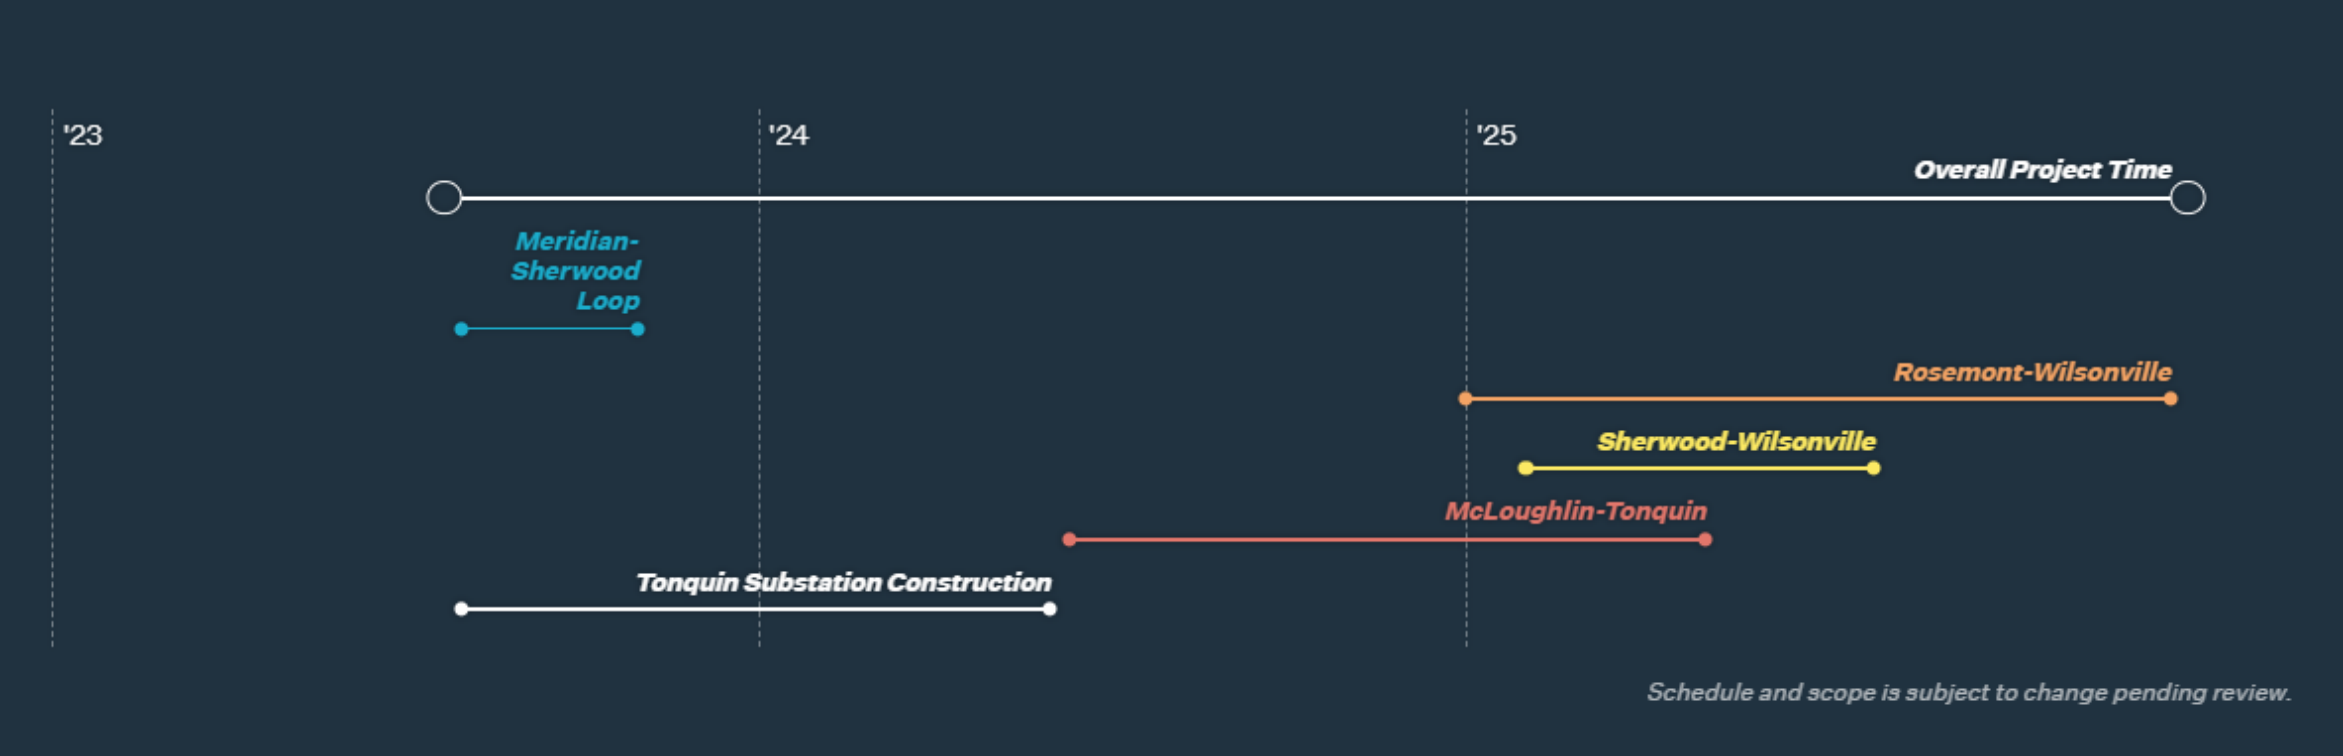 '23
'24
'25
Overall Project Time
Meridian-
Sherwood
Loop
Rosemont-Wilsonville
Sherwood-Wilsonville
McLoughlin-Tonquin
Tonquin Substation Construction
Schedule and scope is subject to change pending review.